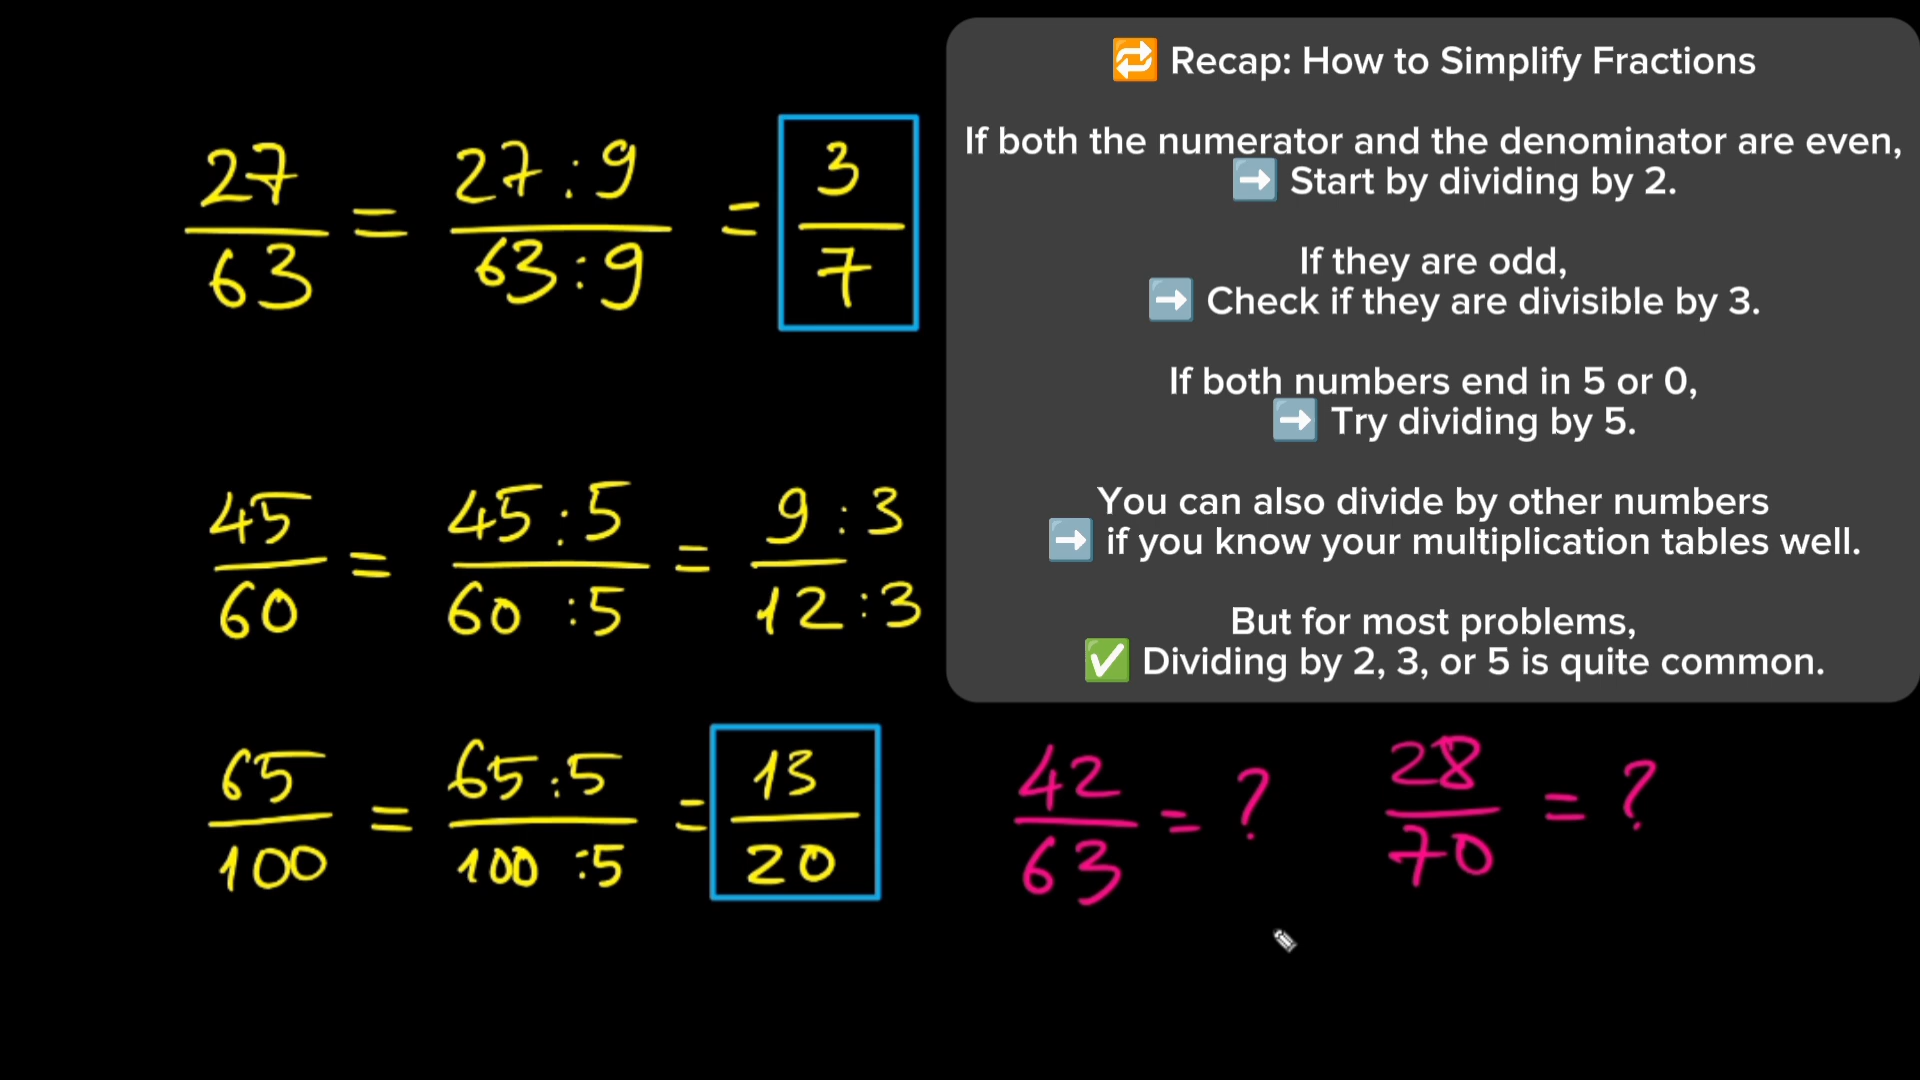 27/63 = 27:9/63:9 = 3/7
45/60 = 45:5/60:5 = 9:3/12:3
65/100 = 65:5/100:5 = 13/20
🔁 Recap: How to Simplify Fractions
If both the numerator and the denominator are even,
➡️ Start by dividing by 2.
If they are odd,
➡️ Check if they are divisible by 3.
If both numbers end in 5 or 0,
➡️ Try dividing by 5.
You can also divide by other numbers
➡️ if you know your multiplication tables well.
But for most problems,
✅ Dividing by 2, 3, or 5 is quite common.
42/63 = ?
28/70 = ?